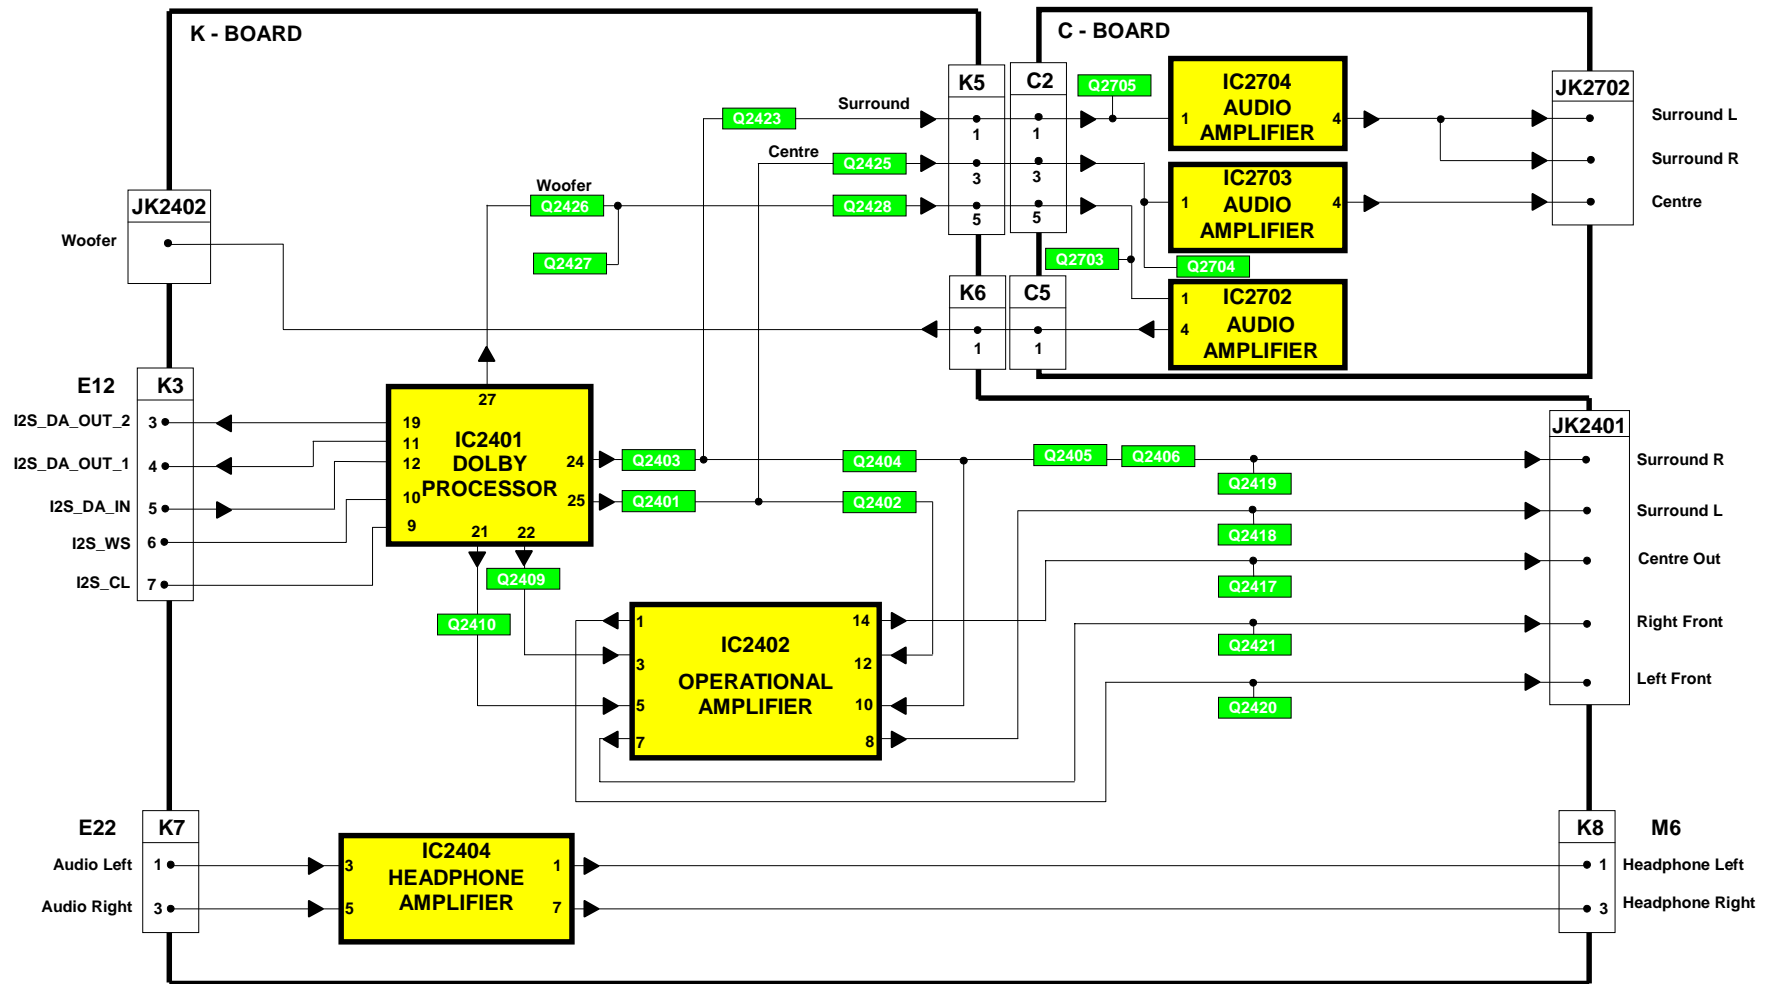 K - BOARD
C - BOARD
K5
C2
Q2705
IC2704
AUDIO
AMPLIFIER
1
4
JK2702
Surround
Q2423
1
1
Surround L
Surround R
Centre
Centre
Q2425
3
3
IC2703
AUDIO
AMPLIFIER
1
4
Woofer
Q2426
Q2428
5
5
Q2427
Q2703
Q2704
JK2402
Woofer
K6
C5
1
1
IC2702
AUDIO
AMPLIFIER
1
4
E12
K3
I2S_DA_OUT_2
3
I2S_DA_OUT_1
4
I2S_DA_IN
5
I2S_WS
6
I2S_CL
7
27
19
11
12
10
9
IC2401
DOLBY
PROCESSOR
24
25
21
22
Q2403
Q2404
Q2405
Q2406
Q2401
Q2402
Q2409
Q2410
Q2419
Q2418
Q2417
Q2421
Q2420
JK2401
Surround R
Surround L
Centre Out
Right Front
Left Front
1
3
5
7
IC2402
OPERATIONAL
AMPLIFIER
14
12
10
8
E22
K7
Audio Left
1
Audio Right
3
IC2404
HEADPHONE
AMPLIFIER
3
5
1
7
K8
M6
1
Headphone Left
3
Headphone Right